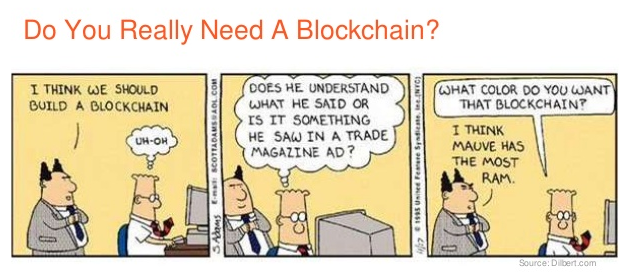 Do You Really Need A Blockchain?
I THINK WE SHOULD
BUILD A BLOCKCHAIN
UH-OH
S. Adams E-mail: SCOTTADAMS@AOL.COM
DOES HE UNDERSTAND
WHAT HE SAID OR
IS IT SOMETHING
HE SAW IN A TRADE
MAGAZINE AD?
11/17 © 1995 United Feature Syndicate, Inc.(NYC)
WHAT COLOR DO YOU WANT
THAT BLOCKCHAIN?
I THINK
MAUVE HAS
THE MOST
RAM.
Source: Dilbert.com